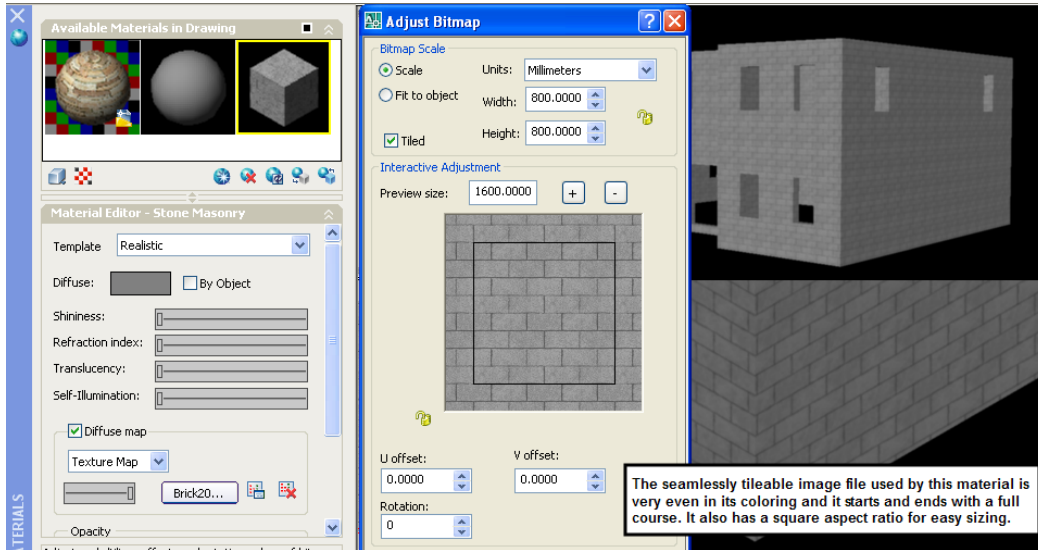 Available Materials in Drawing
Material Editor - Stone Masonry
Template Realistic
Diffuse: By Object
Shininess:
Refraction index:
Translucency:
Self-Illumination:
Diffuse map
Texture Map
Brick20...
Opacity
Adjust Bitmap
Bitmap Scale
Scale Units: Millimeters
Fit to object Width: 800.0000
Tiled Height: 800.0000
Interactive Adjustment
Preview size: 1600.0000 + -
U offset: V offset:
0.0000 0.0000
Rotation:
0
The seamlessly tileable image file used by this material is
very even in its coloring and it starts and ends with a full
course. It also has a square aspect ratio for easy sizing.